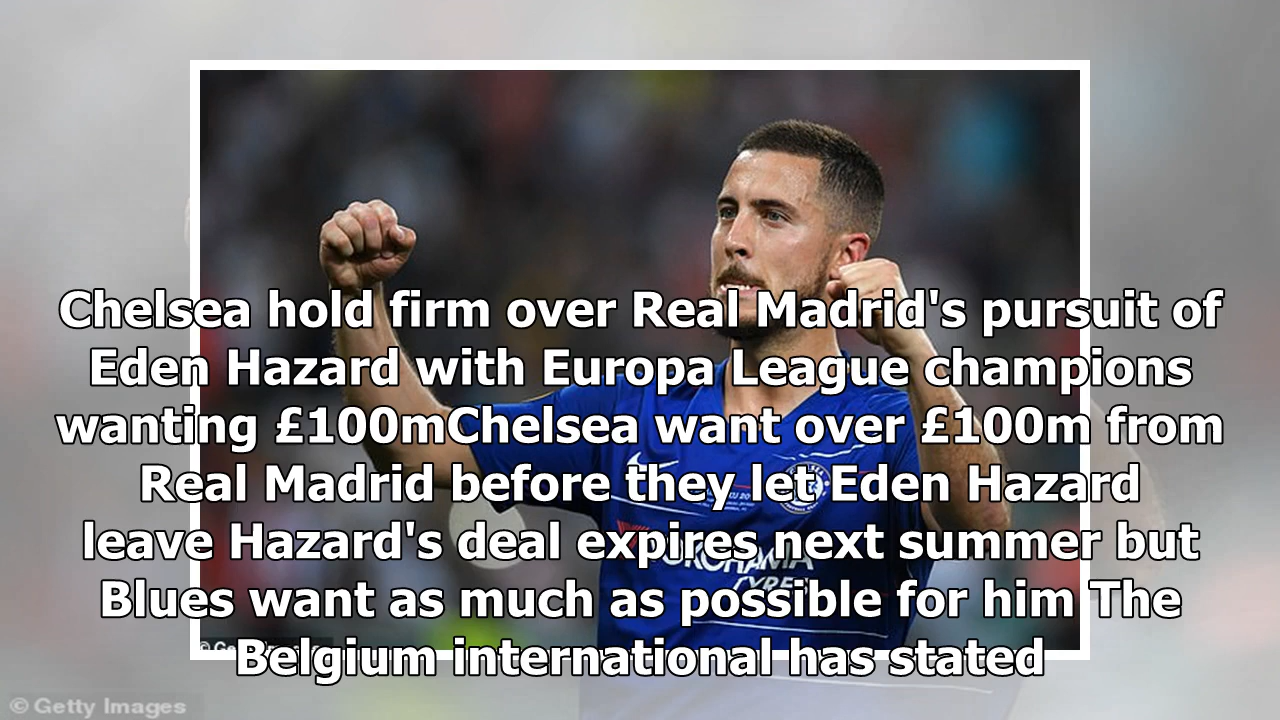 Chelsea hold firm over Real Madrid's pursuit of
Eden Hazard with Europa League champions
wanting £100mChelsea want over £100m from
Real Madrid before they let Eden Hazard
leave Hazard's deal expires next summer but
Blues want as much as possible for him The
Belgium international has stated
© Getty Images